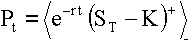 P_t = ⟨e^{-rt} (S_T − K)^+⟩